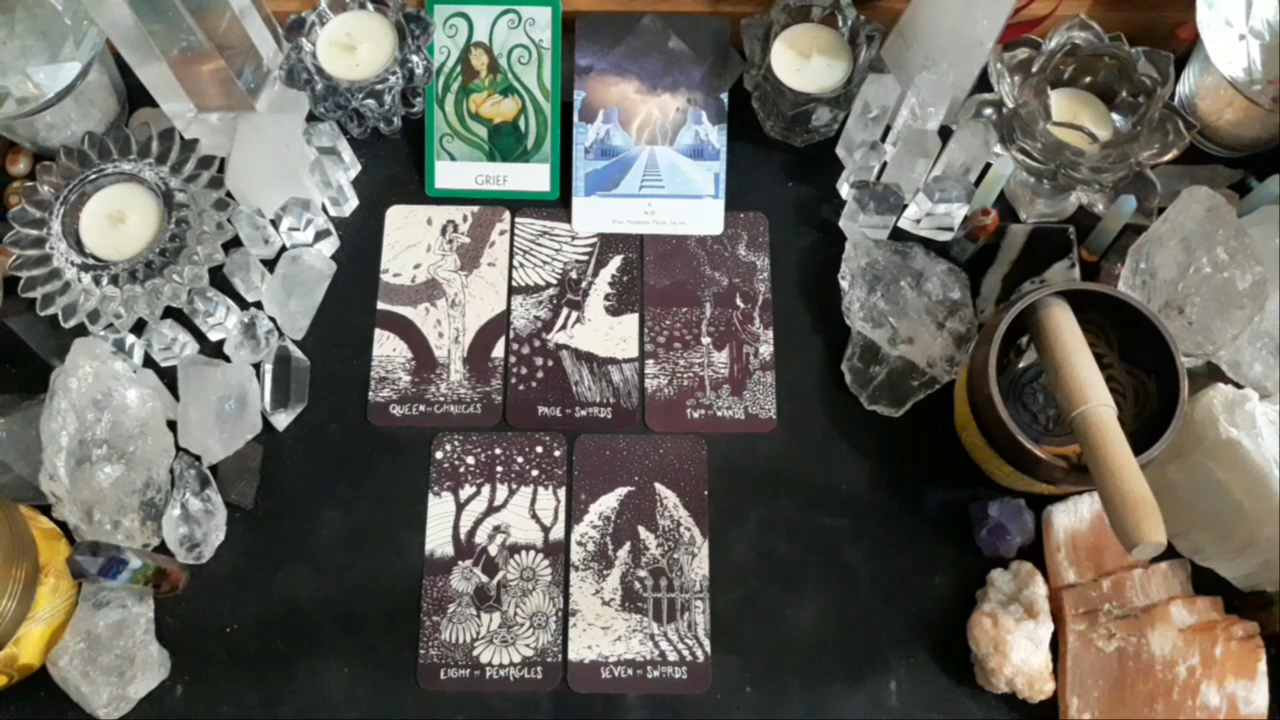 GRIEF
QUEEN OF CHALICES
PAGE OF SWORDS
TWO OF WANDS
EIGHT OF PENTACLES
SEVEN OF SWORDS